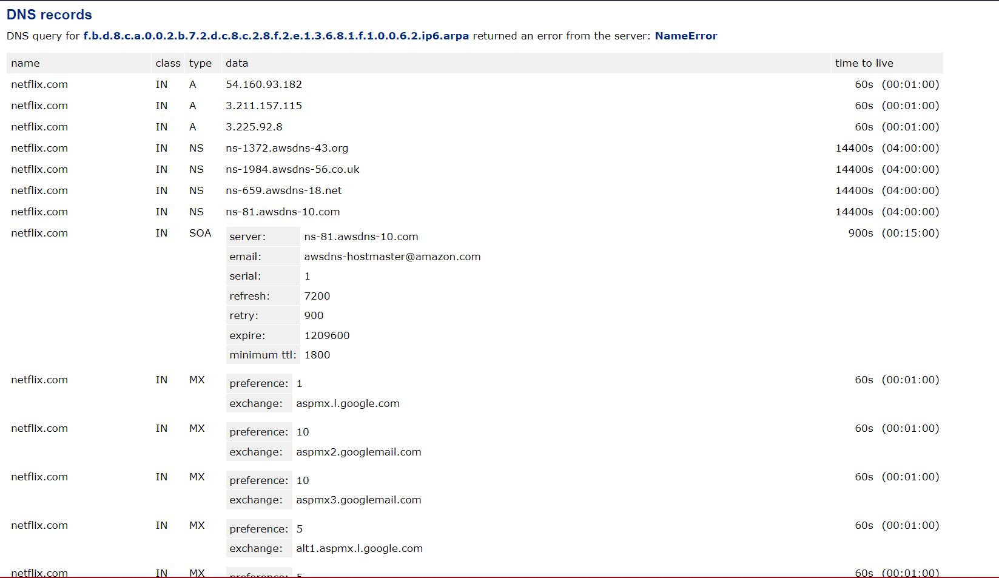 DNS records
DNS query for f.b.d.8.c.a.0.0.2.b.7.2.d.c.8.c.2.8.f.2.e.1.3.6.8.1.f.1.0.0.6.2.ip6.arpa returned an error from the server: NameError
name class type data time to live
netflix.com IN A 54.160.93.182 60s (00:01:00)
netflix.com IN A 3.211.157.115 60s (00:01:00)
netflix.com IN A 3.225.92.8 60s (00:01:00)
netflix.com IN NS ns-1372.awsdns-43.org 14400s (04:00:00)
netflix.com IN NS ns-1984.awsdns-56.co.uk 14400s (04:00:00)
netflix.com IN NS ns-659.awsdns-18.net 14400s (04:00:00)
netflix.com IN NS ns-81.awsdns-10.com 14400s (04:00:00)
netflix.com IN SOA server: ns-81.awsdns-10.com 900s (00:15:00)
email: awsdns-hostmaster@amazon.com
serial: 1
refresh: 7200
retry: 900
expire: 1209600
minimum ttl: 1800
netflix.com IN MX preference: 1 60s (00:01:00)
exchange: aspmx.l.google.com
netflix.com IN MX preference: 10 60s (00:01:00)
exchange: aspmx2.googlemail.com
netflix.com IN MX preference: 10 60s (00:01:00)
exchange: aspmx3.googlemail.com
netflix.com IN MX preference: 5 60s (00:01:00)
exchange: alt1.aspmx.l.google.com
netflix.com IN MX preference: 5 60s (00:01:00)